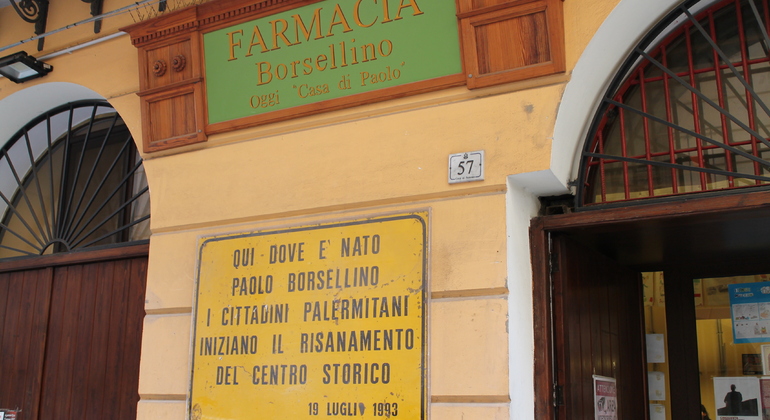 FARMACIA
Borsellino
Oggi "Casa di Paolo"
57
QUI DOVE E' NATO
PAOLO BORSELLINO
I CITTADINI PALERMITANI
INIZIANO IL RISANAMENTO
DEL CENTRO STORICO
19 LUGLIO 1993